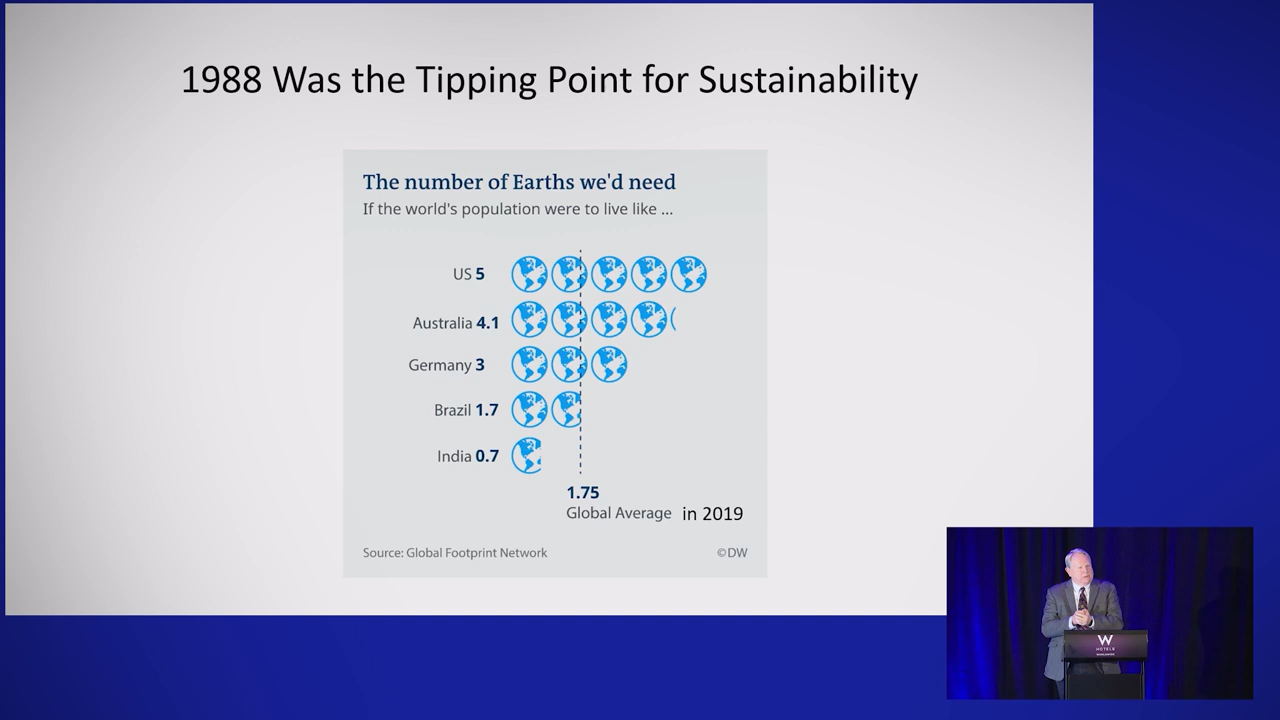 1988 Was the Tipping Point for Sustainability
The number of Earths we'd need
If the world's population were to live like ...
US 5
Australia 4.1
Germany 3
Brazil 1.7
India 0.7
1.75
Global Average in 2019
Source: Global Footprint Network ©DW
W
HOTELS
WORLDWIDE